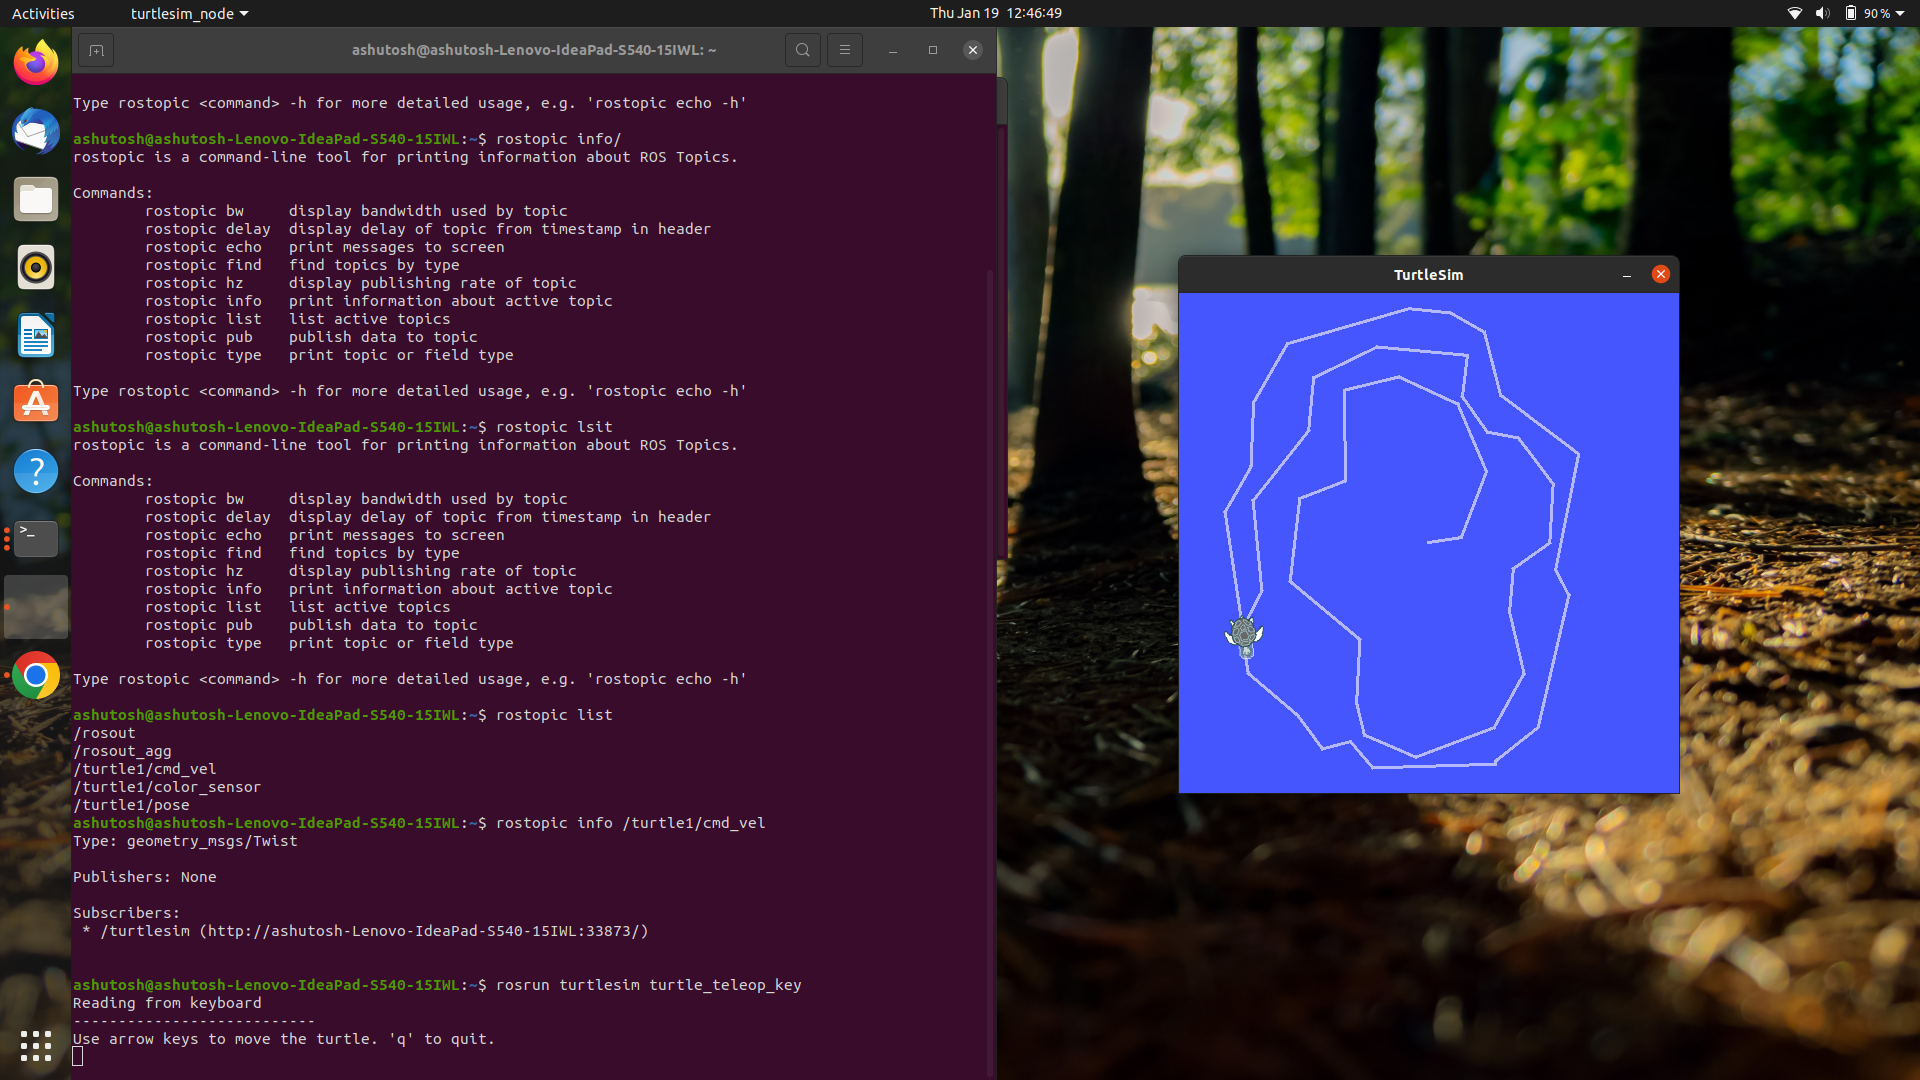 Activities
turtlesim_node
Thu Jan 19 12:46:49
90 %
ashutosh@ashutosh-Lenovo-IdeaPad-S540-15IWL: ~
Type rostopic <command> -h for more detailed usage, e.g. 'rostopic echo -h'
ashutosh@ashutosh-Lenovo-IdeaPad-S540-15IWL:~$ rostopic info/
rostopic is a command-line tool for printing information about ROS Topics.
Commands:
rostopic bw display bandwidth used by topic
rostopic delay display delay of topic from timestamp in header
rostopic echo print messages to screen
rostopic find find topics by type
rostopic hz display publishing rate of topic
rostopic info print information about active topic
rostopic list list active topics
rostopic pub publish data to topic
rostopic type print topic or field type
Type rostopic <command> -h for more detailed usage, e.g. 'rostopic echo -h'
ashutosh@ashutosh-Lenovo-IdeaPad-S540-15IWL:~$ rostopic lsit
rostopic is a command-line tool for printing information about ROS Topics.
Commands:
rostopic bw display bandwidth used by topic
rostopic delay display delay of topic from timestamp in header
rostopic echo print messages to screen
rostopic find find topics by type
rostopic hz display publishing rate of topic
rostopic info print information about active topic
rostopic list list active topics
rostopic pub publish data to topic
rostopic type print topic or field type
Type rostopic <command> -h for more detailed usage, e.g. 'rostopic echo -h'
ashutosh@ashutosh-Lenovo-IdeaPad-S540-15IWL:~$ rostopic list
/rosout
/rosout_agg
/turtle1/cmd_vel
/turtle1/color_sensor
/turtle1/pose
ashutosh@ashutosh-Lenovo-IdeaPad-S540-15IWL:~$ rostopic info /turtle1/cmd_vel
Type: geometry_msgs/Twist
Publishers: None
Subscribers:
* /turtlesim (http://ashutosh-Lenovo-IdeaPad-S540-15IWL:33873/)
ashutosh@ashutosh-Lenovo-IdeaPad-S540-15IWL:~$ rosrun turtlesim turtle_teleop_key
Reading from keyboard
---------------------------
Use arrow keys to move the turtle. 'q' to quit.
TurtleSim